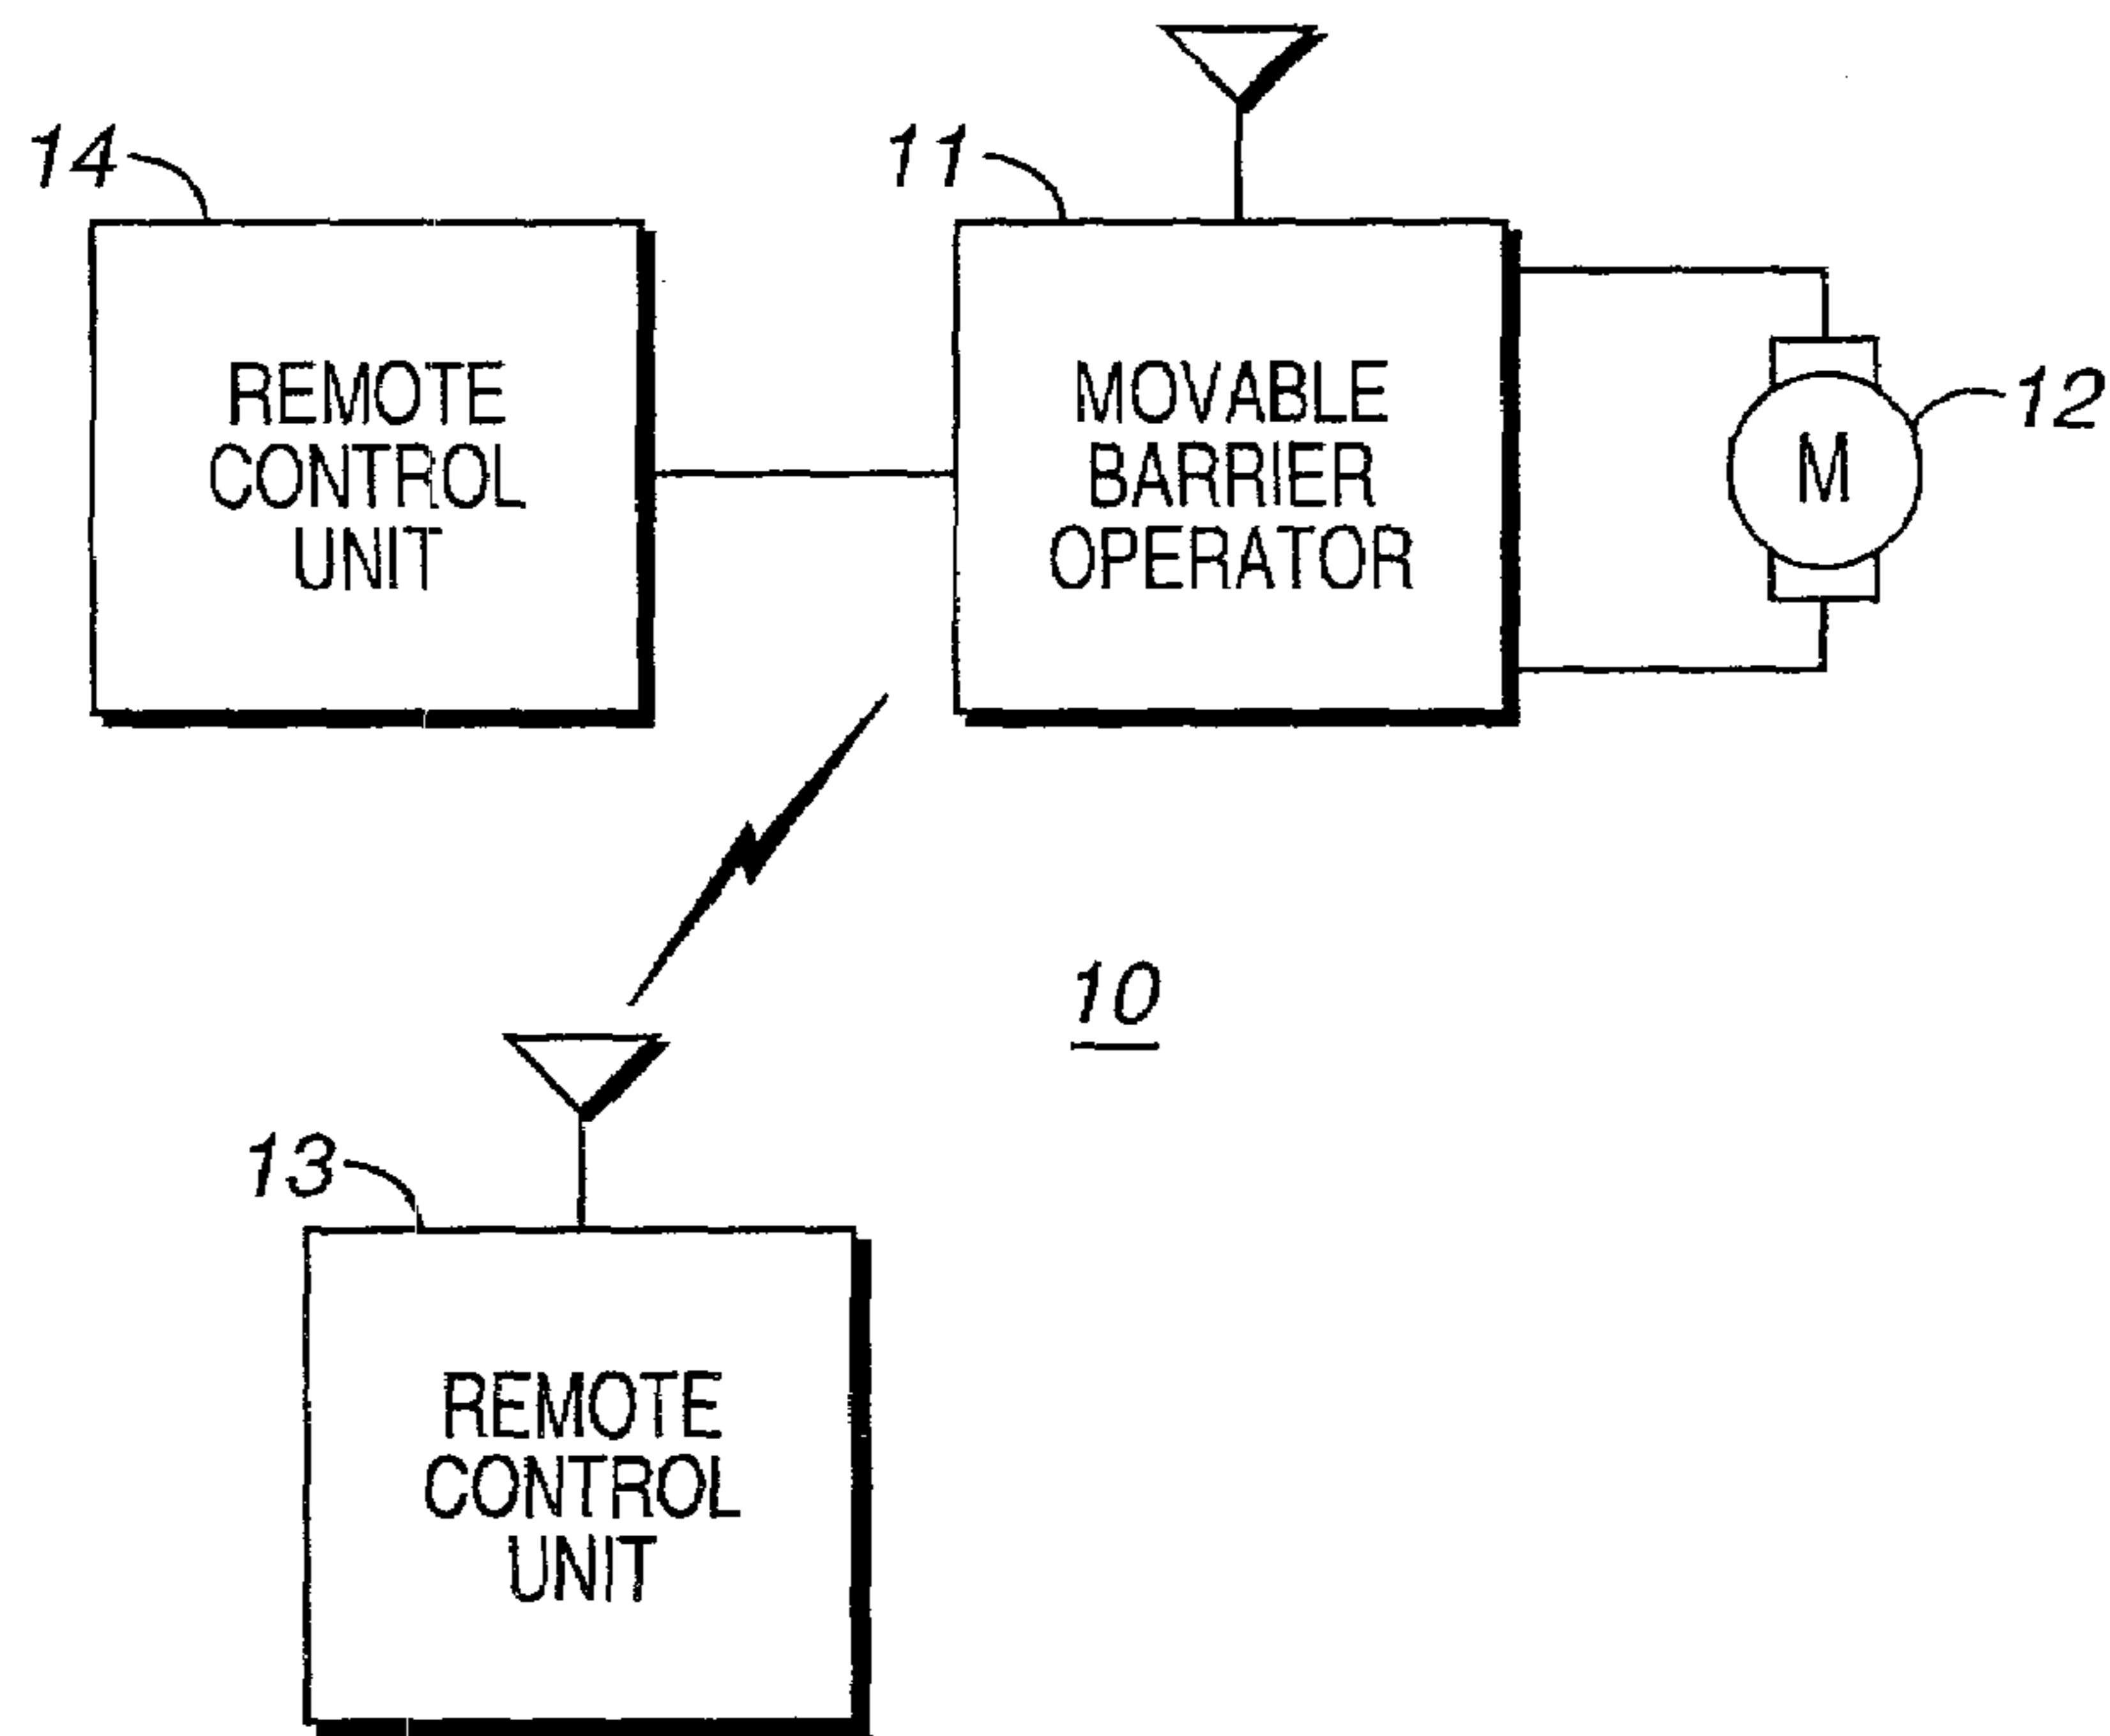 14
11
REMOTE
CONTROL
UNIT
MOVABLE
BARRIER
OPERATOR
M
12
10
13
REMOTE
CONTROL
UNIT